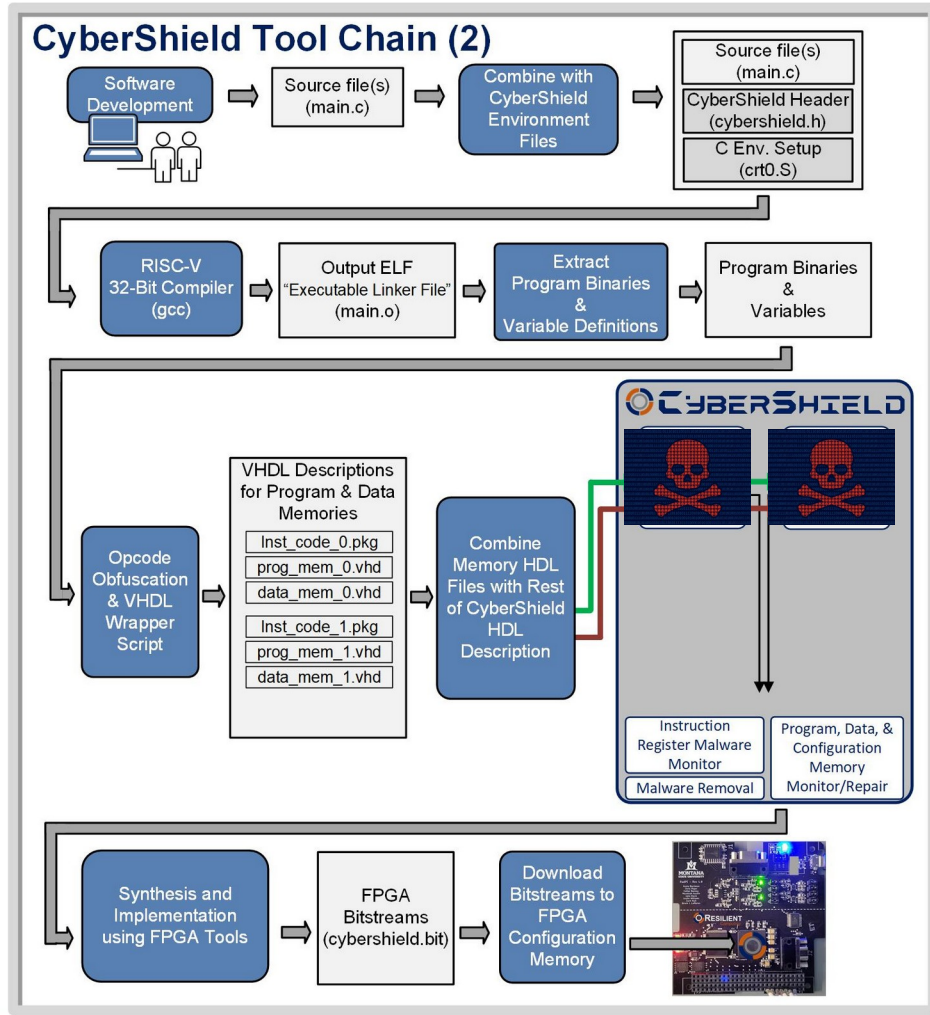 CyberShield Tool Chain (2)
Software
Development
Source file(s)
(main.c)
Combine with
CyberShield
Environment
Files
Source file(s)
(main.c)
CyberShield Header
(cybershield.h)
C Env. Setup
(crt0.S)
RISC-V
32-Bit Compiler
(gcc)
Output ELF
“Executable Linker File”
(main.o)
Extract
Program Binaries
&
Variable Definitions
Program Binaries
&
Variables
Opcode
Obfuscation
& VHDL
Wrapper
Script
VHDL Descriptions
for Program & Data
Memories
Inst_code_0.pkg
prog_mem_0.vhd
data_mem_0.vhd
Inst_code_1.pkg
prog_mem_1.vhd
data_mem_1.vhd
Combine
Memory HDL
Files with Rest
of CyberShield
HDL
Description
CYBERSHIELD
Instruction
Register Malware
Monitor
Malware Removal
Program, Data, &
Configuration
Memory
Monitor/Repair
Synthesis and
Implementation
using FPGA Tools
FPGA
Bitstreams
(cybershield.bit)
Download
Bitstreams to
FPGA
Configuration
Memory
MONTANA
RESILIENT